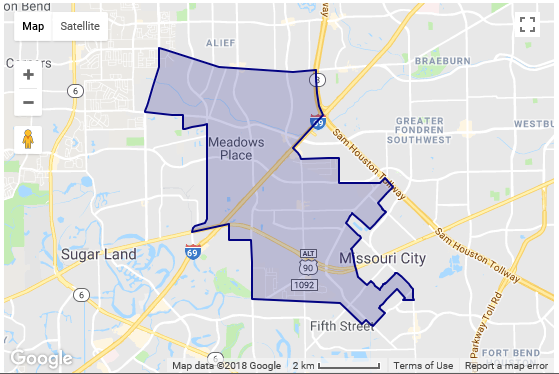 on Bend
Map
Satellite
ALIEF
8
BRAEBURN
6
69
GREATER
FONDREN
SOUTHWEST
WESTBU
Sam Houston Tollway
Meadows
Place
Sam Houston Tollway
69
Sugar Land
ALT
90
1092
Missouri City
6
Fifth Street
Parkway Toll Rd
FORT BEND
6
Google
Map data ©2018 Google
2 km
Terms of Use
Report a map error